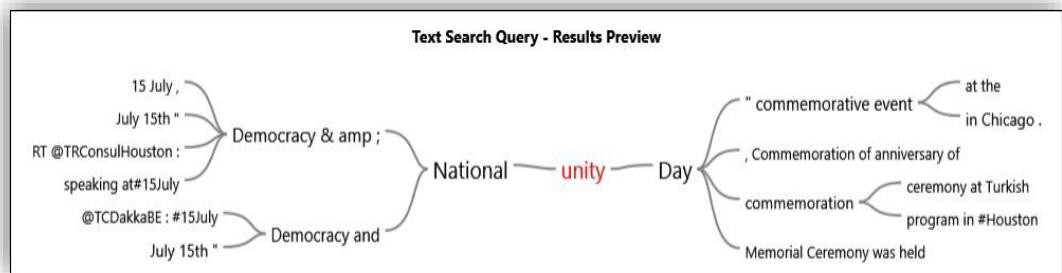 Text Search Query - Results Preview
15 July ,
July 15th "
RT @TRConsulHouston :
speaking at#15July
Democracy & amp ;
@TCDakkaBE : #15July
July 15th "
Democracy and
National
unity
Day
" commemorative event
at the
in Chicago .
, Commemoration of anniversary of
commemoration
ceremony at Turkish
program in #Houston
Memorial Ceremony was held